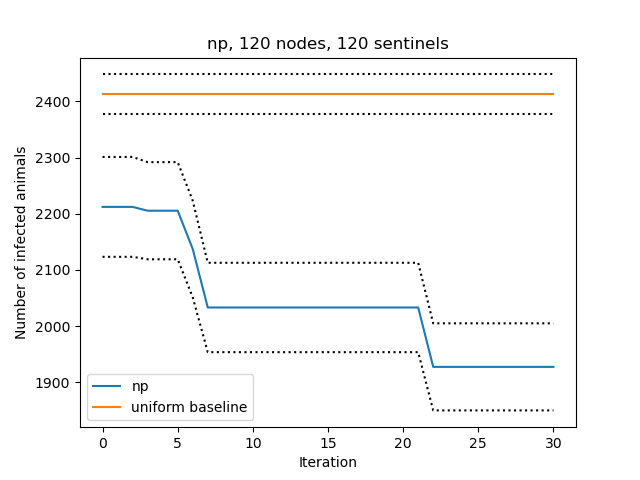 np, 120 nodes, 120 sentinels
Number of infected animals
2400
2300
2200
2100
2000
1900
np
uniform baseline
0 5 10 15 20 25 30
Iteration